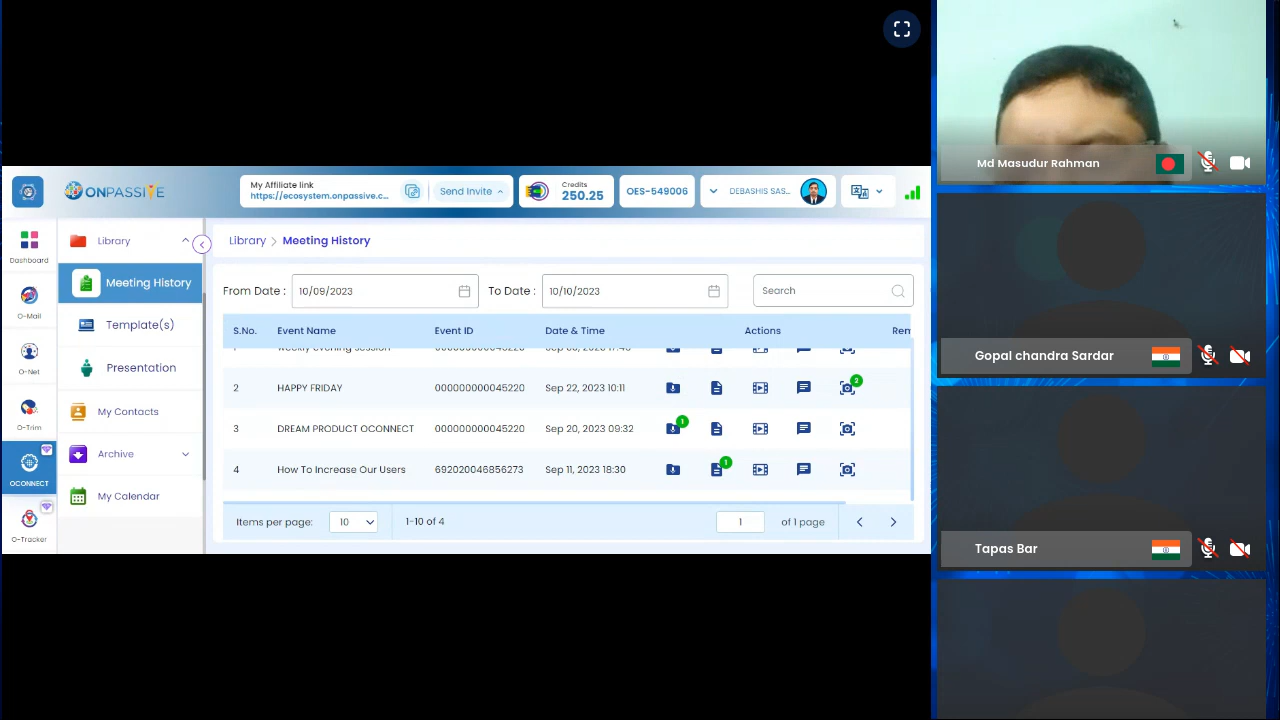 ONPASSIVE
My Affiliate link
https://ecosystem.onpassive.c...
Send Invite
Credits
250.25
OES-549006
DEBASHIS SAS...
Dashboard
O-Mail
O-Net
O-Trim
OCONNECT
O-Tracker
Library
Meeting History
Template(s)
Presentation
My Contacts
Archive
My Calendar
Library > Meeting History
From Date : 10/09/2023 To Date : 10/10/2023 Search
S.No. Event Name Event ID Date & Time Actions
2 HAPPY FRIDAY 000000000045220 Sep 22, 2023 10:11 2
3 DREAM PRODUCT OCONNECT 000000000045220 Sep 20, 2023 09:32 1
4 How To Increase Our Users 692020046856273 Sep 11, 2023 18:30 1
Items per page: 10 1-10 of 4 1 of 1 page
Md Masudur Rahman
Gopal chandra Sardar
Tapas Bar